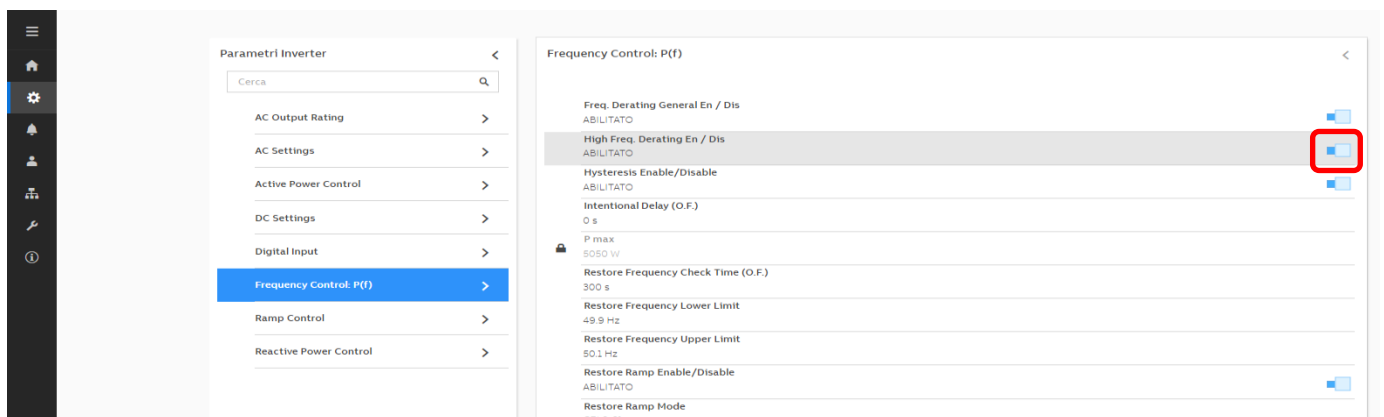 Parametri Inverter
Cerca
AC Output Rating
AC Settings
Active Power Control
DC Settings
Digital Input
Frequency Control: P(f)
Ramp Control
Reactive Power Control
Frequency Control: P(f)
Freq. Derating General En / Dis
ABILITATO
High Freq. Derating En / Dis
ABILITATO
Hysteresis Enable/Disable
ABILITATO
Intentional Delay (O.F.)
0 s
P max
5050 W
Restore Frequency Check Time (O.F.)
300 s
Restore Frequency Lower Limit
49.9 Hz
Restore Frequency Upper Limit
50.1 Hz
Restore Ramp Enable/Disable
ABILITATO
Restore Ramp Mode